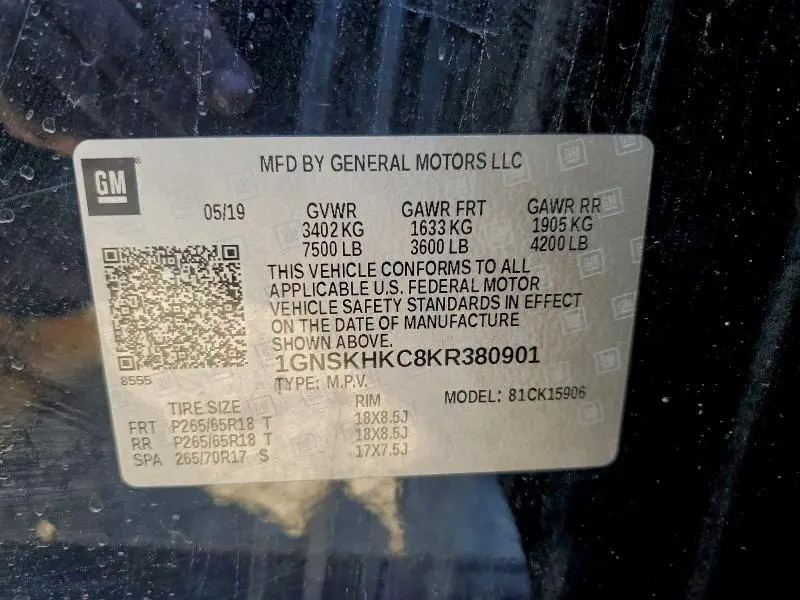 GM
MFD BY GENERAL MOTORS LLC
05/19 GVWR GAWR FRT GAWR RR
3402 KG 1633 KG 1905 KG
7500 LB 3600 LB 4200 LB
THIS VEHICLE CONFORMS TO ALL
APPLICABLE U.S. FEDERAL MOTOR
VEHICLE SAFETY STANDARDS IN EFFECT
ON THE DATE OF MANUFACTURE
SHOWN ABOVE.
1GNSKHKC8KR380901
8555
TYPE: M.P.V. MODEL: 81CK15906
TIRE SIZE RIM
FRT P265/65R18 T 18X8.5J
RR P265/65R18 T 18X8.5J
SPA 265/70R17 S 17X7.5J